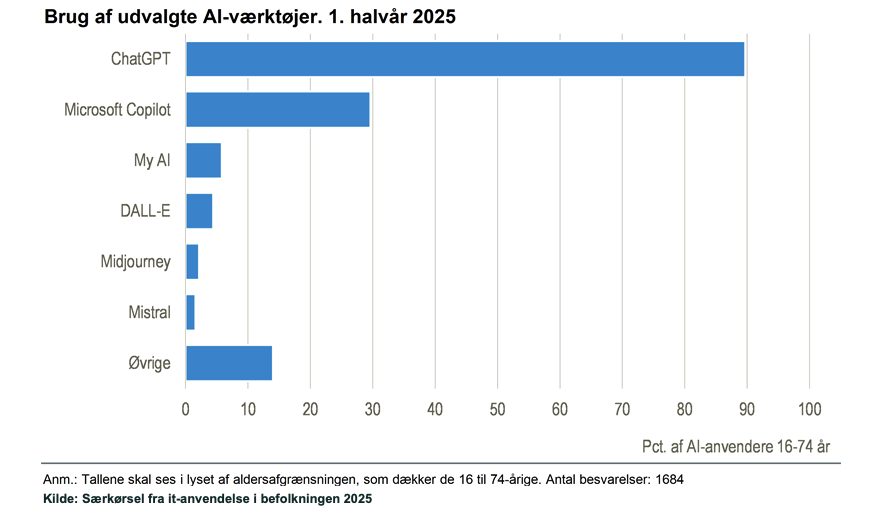 Brug af udvalgte AI-værktøjer. 1. halvår 2025
ChatGPT
Microsoft Copilot
My AI
DALL-E
Midjourney
Mistral
Øvrige
0 10 20 30 40 50 60 70 80 90 100
Pct. af AI-anvendere 16-74 år
Anm.: Tallene skal ses i lyset af aldersafgrænsningen, som dækker de 16 til 74-årige. Antal besvarelser: 1684
Kilde: Særkørsel fra it-anvendelse i befolkningen 2025